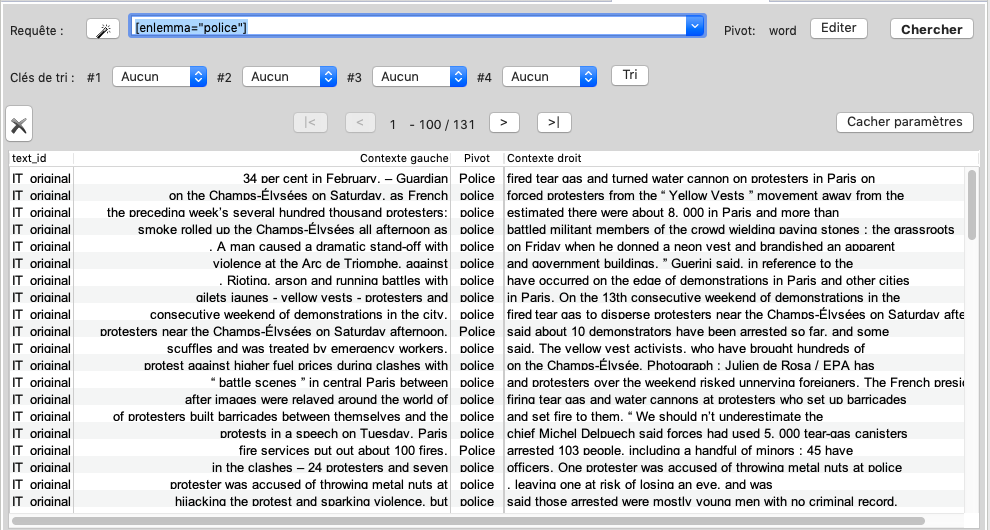 Requête : [enlemma="police"] Pivot: word Editer Chercher
Clés de tri : #1 Aucun #2 Aucun #3 Aucun #4 Aucun Tri
|< < 1 - 100 / 131 > >| Cacher paramètres
text_id Contexte gauche Pivot Contexte droit
IT_original 34 per cent in February. – Guardian Police fired tear gas and turned water cannon on protesters in Paris on
IT_original on the Champs-Élysées on Saturday, as French police forced protesters from the “ Yellow Vests ” movement away from the
IT_original the preceding week’s several hundred thousand protesters: police estimated there were about 8, 000 in Paris and more than
IT_original smoke rolled up the Champs-Élysées all afternoon as police battled militant members of the crowd wielding paving stones : the grassroots
IT_original . A man caused a dramatic stand-off with police on Friday when he donned a neon vest and brandished an apparent
IT_original violence at the Arc de Triomphe, against police and government buildings. ” Guerini said, in reference to the
IT_original . Rioting, arson and running battles with police have occurred on the edge of demonstrations in Paris and other cities
IT_original gilets jaunes - yellow vests - protesters and police in Paris. On the 13th consecutive weekend of demonstrations in the
IT_original consecutive weekend of demonstrations in the city, police fired tear gas to disperse protesters near the Champs-Élysées on Saturday afte
IT_original protesters near the Champs-Élysées on Saturday afternoon. Police said about 10 demonstrators have been arrested so far, and some
IT_original scuffles and was treated by emergency workers, police said. The yellow vest activists, who have brought hundreds of
IT_original protest against higher fuel prices during clashes with police on the Champs-Élysée. Photograph : Julien de Rosa / EPA has
IT_original “ battle scenes ” in central Paris between police and protesters over the weekend risked unnerving foreigners. The French presic
IT_original after images were relayed around the world of police firing tear gas and water cannons at protesters who set up barricades
IT_original of protesters built barricades between themselves and the police and set fire to them. “ We should n’t underestimate the
IT_original protests in a speech on Tuesday. Paris police chief Michel Delpuech said forces had used 5, 000 tear-gas canisters
IT_original fire services put out about 100 fires. Police arrested 103 people, including a handful of minors : 45 have
IT_original in the clashes – 24 protesters and seven police officers. One protester was accused of throwing metal nuts at police
IT_original protester was accused of throwing metal nuts at police , leaving one at risk of losing an eye, and was
IT_original hijacking the protest and sparking violence, but police said those arrested were mostly young men with no criminal record.